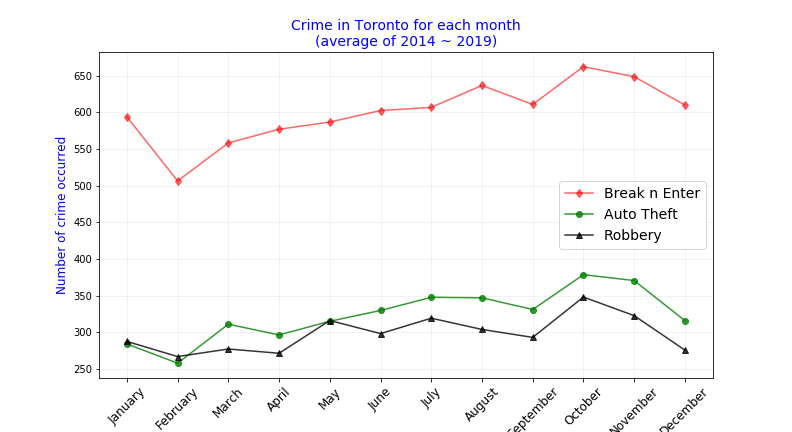 Crime in Toronto for each month
(average of 2014 ~ 2019)
Number of crime occurred
650
600
550
500
450
400
350
300
250
Break n Enter
Auto Theft
Robbery
January
February
March
April
May
June
July
August
September
October
November
December